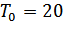 T₀ = 20